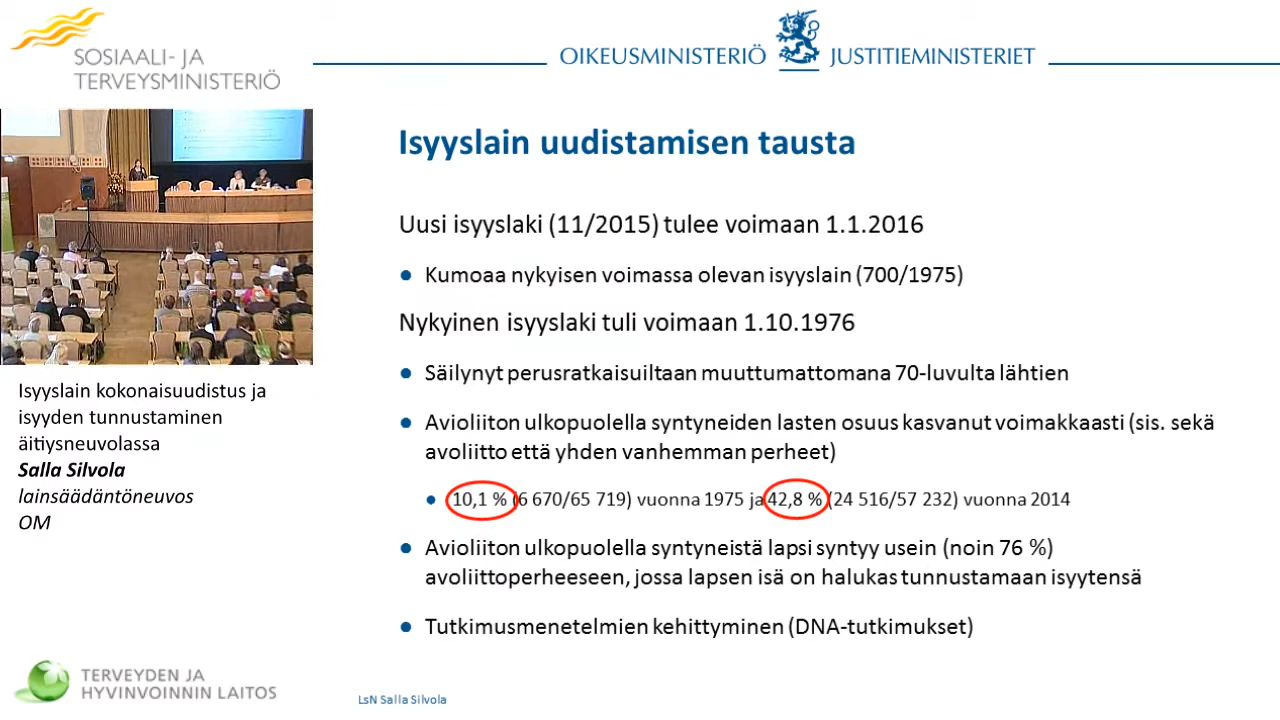 SOSIAALI- JA
TERVEYSMINISTERIÖ
OIKEUSMINISTERIÖ JUSTITIEMINISTERIET
Isyyslain uudistamisen tausta
Uusi isyyslaki (11/2015) tulee voimaan 1.1.2016
Kumoaa nykyisen voimassa olevan isyyslain (700/1975)
Nykyinen isyyslaki tuli voimaan 1.10.1976
Säilynyt perusratkaisuiltaan muuttumattomana 70-luvulta lähtien
Avioliiton ulkopuolella syntyneiden lasten osuus kasvanut voimakkaasti (sis. sekä
avoliitto että yhden vanhemman perheet)
10,1 % (6 670/65 719) vuonna 1975 ja 42,8 % (24 516/57 232) vuonna 2014
Avioliiton ulkopuolella syntyneistä lapsi syntyy usein (noin 76 %)
avoliittoperheeseen, jossa lapsen isä on halukas tunnustamaan isyytensä
Tutkimusmenetelmien kehittyminen (DNA-tutkimukset)
Isyyslain kokonaisuudistus ja
isyyden tunnustaminen
äitiysneuvolassa
Salla Silvola
lainsäädäntöneuvos
OM
TERVEYDEN JA
HYVINVOINNIN LAITOS
LsN Salla Silvola